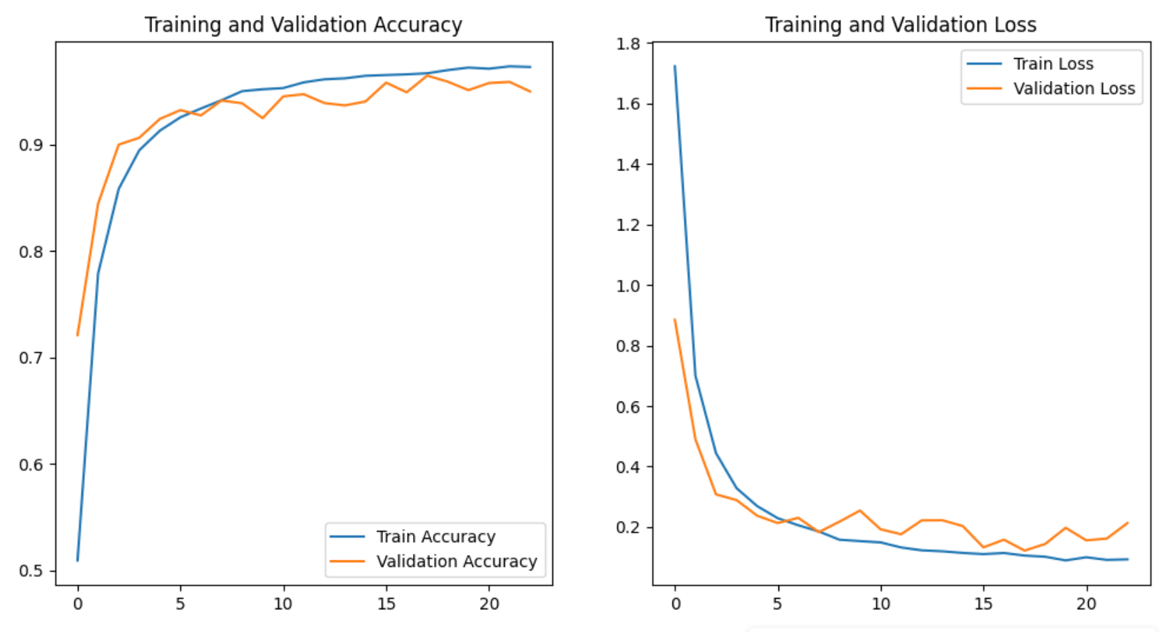 Training and Validation Accuracy
0.9
0.8
0.7
0.6
0.5
Train Accuracy
Validation Accuracy
0 5 10 15 20
Training and Validation Loss
1.8
1.6
1.4
1.2
1.0
0.8
0.6
0.4
0.2
Train Loss
Validation Loss
0 5 10 15 20